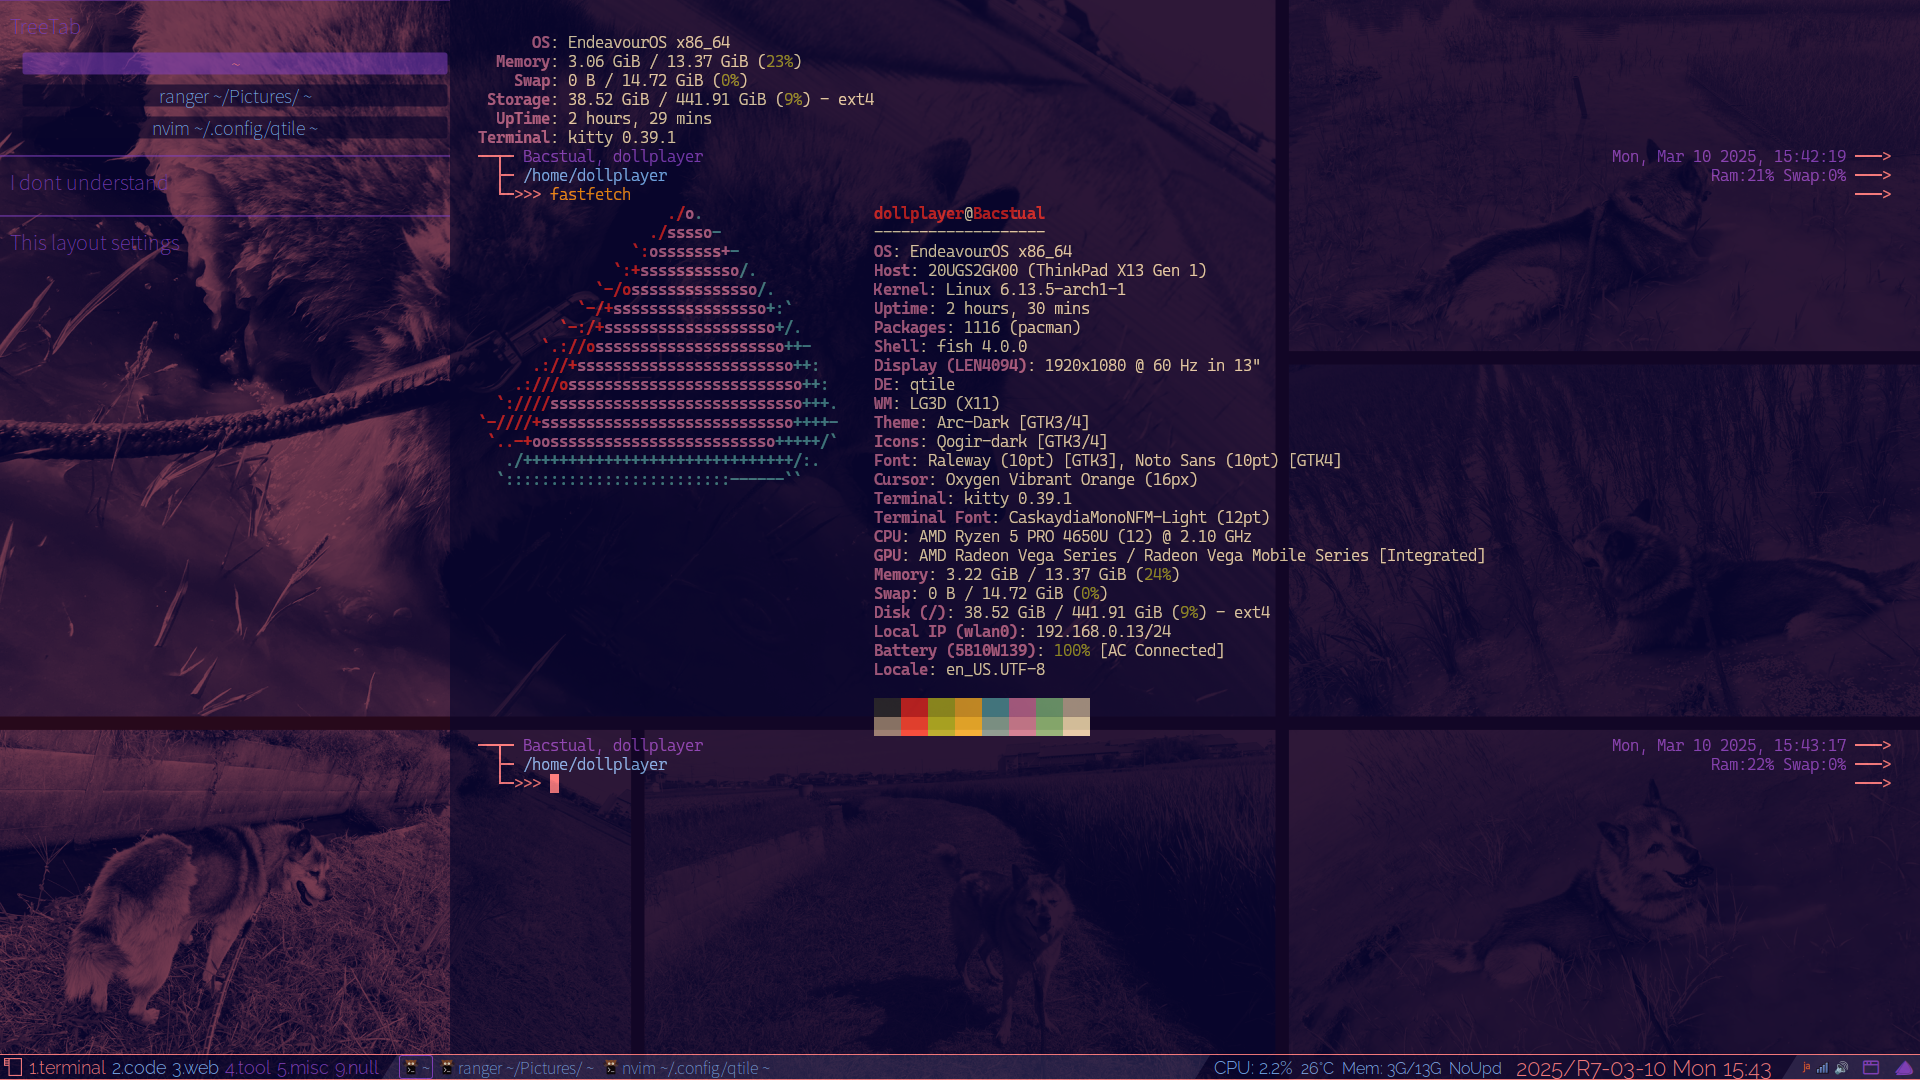 TreeTab
~
ranger ~/Pictures/ ~
nvim ~/.config/qtile ~
I dont understand
This layout settings
OS: EndeavourOS x86_64
Memory: 3.06 GiB / 13.37 GiB (23%)
Swap: 0 B / 14.72 GiB (0%)
Storage: 38.52 GiB / 441.91 GiB (9%) - ext4
UpTime: 2 hours, 29 mins
Terminal: kitty 0.39.1
Bacstual, dollplayer Mon, Mar 10 2025, 15:42:19 ───>
/home/dollplayer Ram:21% Swap:0% ───>
>>> fastfetch ───>
./o.
./sssso-
`:osssssss+-
`:+sssssssssso/.
`-/ossssssssssssso/.
`-/+sssssssssssssssso+:`
`-:/+sssssssssssssssssso+/.
`.://osssssssssssssssssssso++-
.://+ssssssssssssssssssssssso++:
.:///ossssssssssssssssssssssssso++:
`:////ssssssssssssssssssssssssssso+++.
`-////+ssssssssssssssssssssssssssso++++-
`..-+oosssssssssssssssssssssssso+++++/`
./++++++++++++++++++++++++++++++/:.
`:::::::::::::::::::::::::------``
dollplayer@Bacstual
-------------------
OS: EndeavourOS x86_64
Host: 20UGS2GK00 (ThinkPad X13 Gen 1)
Kernel: Linux 6.13.5-arch1-1
Uptime: 2 hours, 30 mins
Packages: 1116 (pacman)
Shell: fish 4.0.0
Display (LEN4094): 1920x1080 @ 60 Hz in 13"
DE: qtile
WM: LG3D (X11)
Theme: Arc-Dark [GTK3/4]
Icons: Qogir-dark [GTK3/4]
Font: Raleway (10pt) [GTK3], Noto Sans (10pt) [GTK4]
Cursor: Oxygen Vibrant Orange (16px)
Terminal: kitty 0.39.1
Terminal Font: CaskaydiaMonoNFM-Light (12pt)
CPU: AMD Ryzen 5 PRO 4650U (12) @ 2.10 GHz
GPU: AMD Radeon Vega Series / Radeon Vega Mobile Series [Integrated]
Memory: 3.22 GiB / 13.37 GiB (24%)
Swap: 0 B / 14.72 GiB (0%)
Disk (/): 38.52 GiB / 441.91 GiB (9%) - ext4
Local IP (wlan0): 192.168.0.13/24
Battery (5B10W139): 100% [AC Connected]
Locale: en_US.UTF-8
Bacstual, dollplayer Mon, Mar 10 2025, 15:43:17 ───>
/home/dollplayer Ram:22% Swap:0% ───>
>>> ───>
1.terminal 2.code 3.web 4.tool 5.misc 9.null ~ ranger ~/Pictures/ ~ nvim ~/.config/qtile ~ CPU: 2.2% 26°C Mem: 3G/13G NoUpd 2025/R7-03-10 Mon 15:43 ja